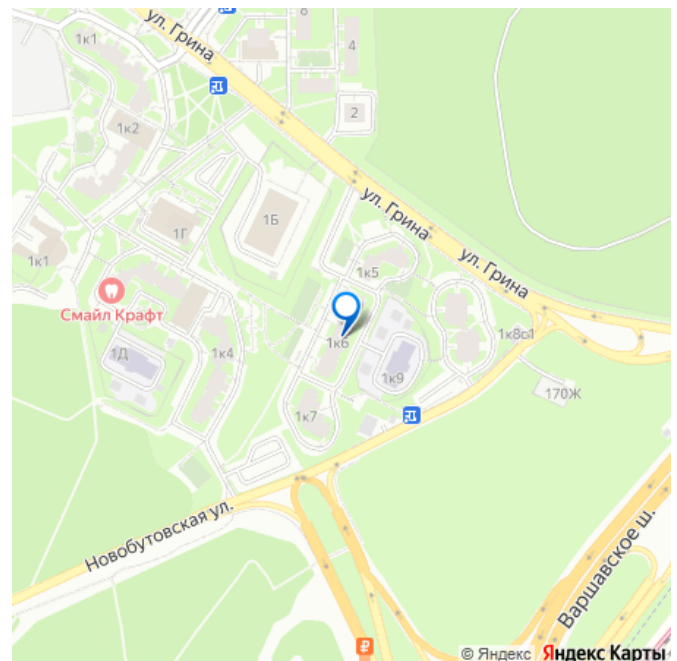 ул. Грина
8
4
1к1
2
1к2
ул. Грина
1Б
1Г
1к1
1к5
ул. Грина
Смайл Крафт
1к6
1к8с1
1Д
1к4
1к9
170Ж
1к7
Новобутовская ул.
Варшавское ш.
© Яндекс Яндекс Карты